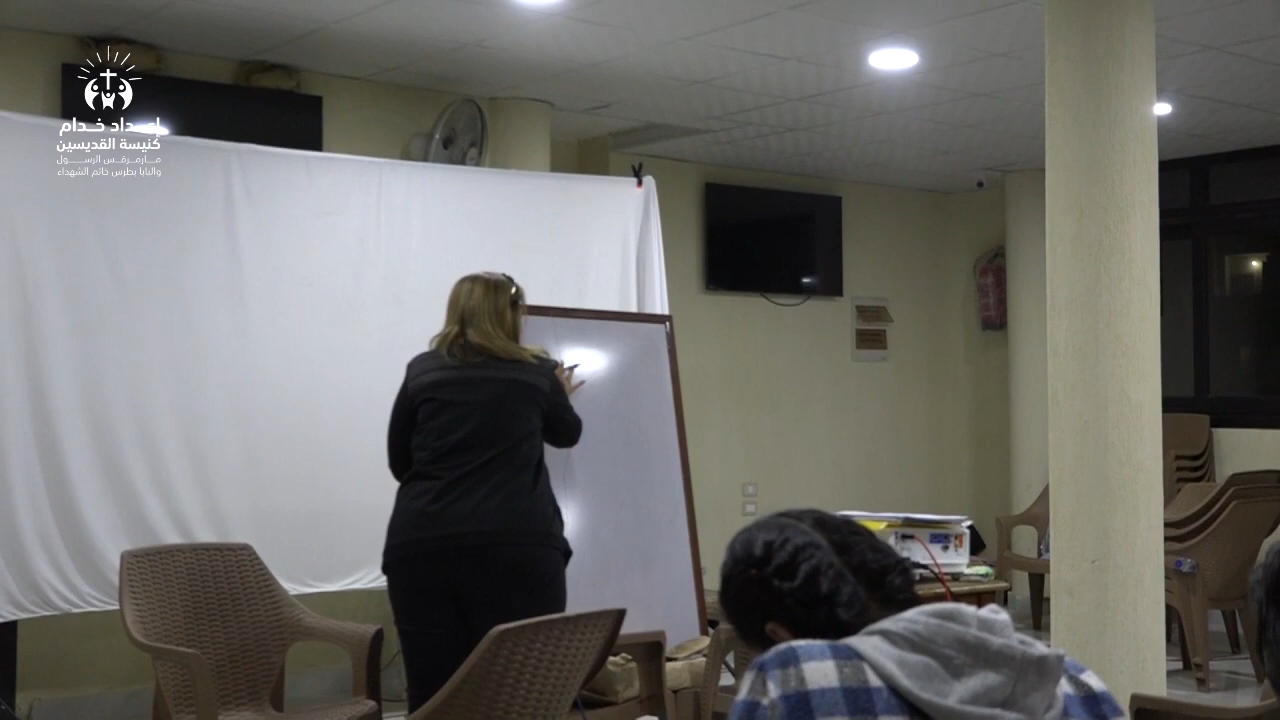 إعداد خدام
كنيسة القديسين
مارمرقس الرسول
والبابا بطرس خاتم الشهداء